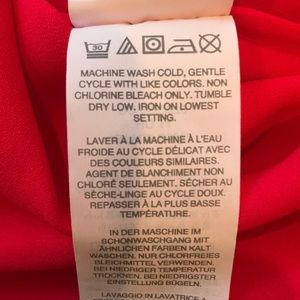 30
MACHINE WASH COLD, GENTLE
CYCLE WITH LIKE COLORS. NON
CHLORINE BLEACH ONLY. TUMBLE
DRY LOW. IRON ON LOWEST
SETTING.
LAVER À LA MACHINE À L'EAU
FROIDE AU CYCLE DÉLICAT AVEC
DES COULEURS SIMILAIRES.
AGENT DE BLANCHIMENT NON
CHLORÉ SEULEMENT. SÉCHER AU
SÈCHE-LINGE AU CYCLE DOUX.
REPASSER À LA PLUS BASSE
TEMPÉRATURE.
IN DER MASCHINE IM
SCHONWASCHGANG MIT
ÄHNLICHEN FARBEN KALT
WASCHEN. NUR CHLORFREIES
BLEICHMITTEL VERWENDEN.
BEI NIEDRIGER TEMPERATUR
TROCKNEN. BEI NIEDRIGSTER
EINSTELLUNG BÜGELN.
LAVAGGIO IN LAVATRICE